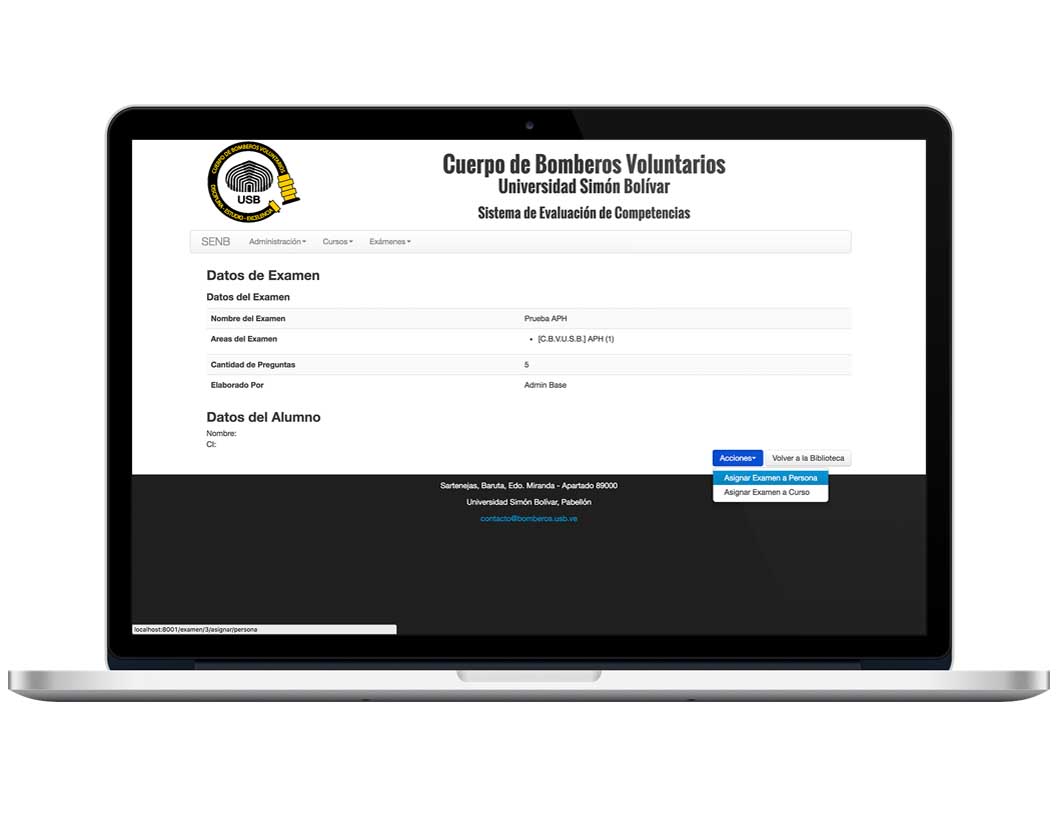 CUERPO DE BOMBEROS VOLUNTARIOS
USB
DISCIPLINA - ESTUDIO - EXCELENCIA
Cuerpo de Bomberos Voluntarios
Universidad Simón Bolívar
Sistema de Evaluación de Competencias
SENB Administración Cursos Exámenes
Datos de Examen
Datos del Examen
Nombre del Examen Prueba APH
Areas del Examen • [C.B.V.U.S.B.] APH (1)
Cantidad de Preguntas 5
Elaborado Por Admin Base
Datos del Alumno
Nombre:
CI:
Acciones Volver a la Biblioteca
Asignar Examen a Persona
Asignar Examen a Curso
Sartenejas, Baruta, Edo. Miranda - Apartado 89000
Universidad Simón Bolívar, Pabellón
contacto@bomberos.usb.ve
localhost:8001/examen/3/asignar/persona